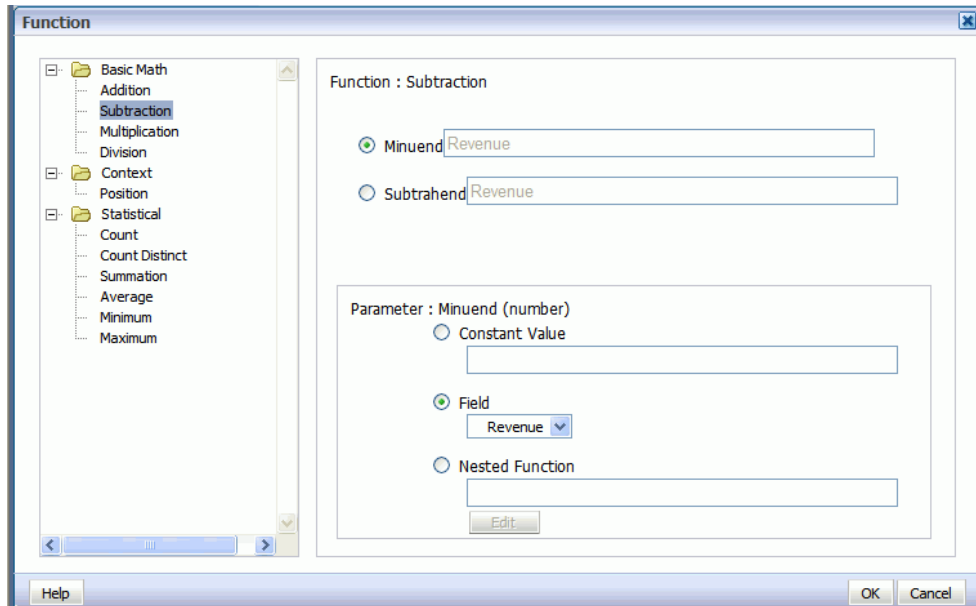 Function
Basic Math
Addition
Subtraction
Multiplication
Division
Context
Position
Statistical
Count
Count Distinct
Summation
Average
Minimum
Maximum
Function : Subtraction
Minuend Revenue
Subtrahend Revenue
Parameter : Minuend (number)
Constant Value
Field
Revenue
Nested Function
Edit
Help
OK
Cancel